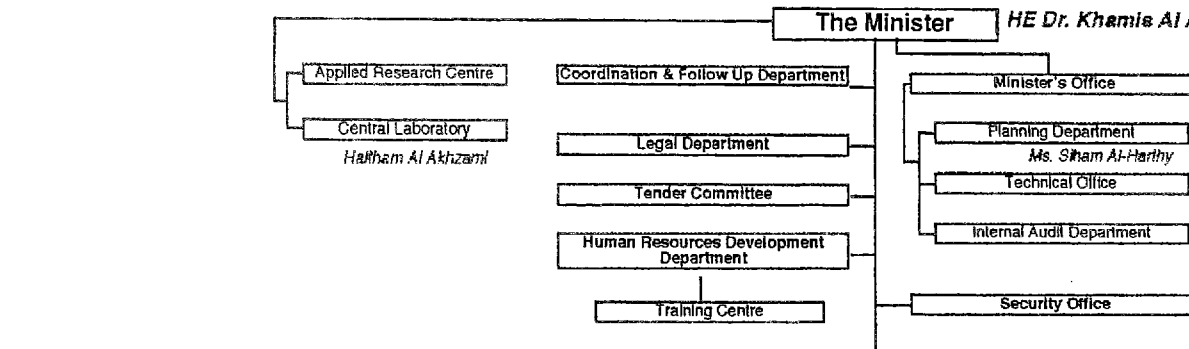 The Minister
HE Dr. Khamis Al
Applied Research Centre
Coordination & Follow Up Department
Minister's Office
Central Laboratory
Haitham Al Akhzami
Legal Department
Planning Department
Ms. Siham Al-Harthy
Tender Committee
Technical Office
Human Resources Development
Department
Internal Audit Department
Training Centre
Security Office